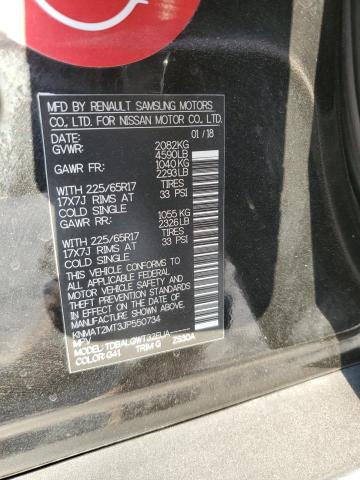 MFD BY RENAULT SAMSUNG MOTORS
CO., LTD. FOR NISSAN MOTOR CO., LTD.
DATE: 01 / 18
GVWR: 2082KG
4590LB
GAWR FR: 1040 KG
2293LB
WITH 225/65R17 TIRES
17X7J RIMS AT 33 PSI
COLD SINGLE
GAWR RR: 1055 KG
2326 LB
WITH 225/65R17 TIRES
17X7J RIMS AT 33 PSI
COLD SINGLE
THIS VEHICLE CONFORMS TO
ALL APPLICABLE FEDERAL
MOTOR VEHICLE SAFETY AND
THEFT PREVENTION STANDARDS
IN EFFECT ON THE DATE OF
MANUFACTURE SHOWN ABOVE.
KNMAT2MT3JP550734
MPV
MODEL: TDBALGWT32EUA-----
COLOR: G41 TRIM: G ZS30A